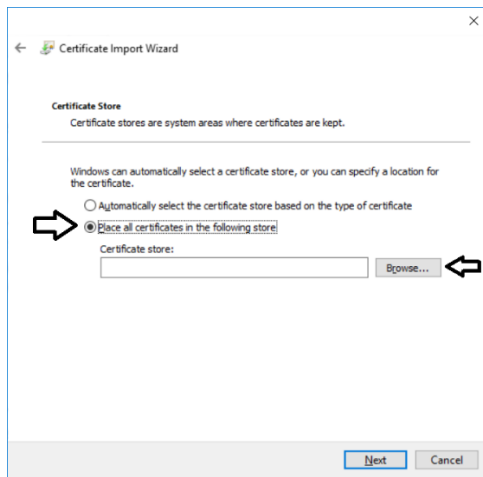 Certificate Import Wizard
Certificate Store
Certificate stores are system areas where certificates are kept.
Windows can automatically select a certificate store, or you can specify a location for
the certificate.
Automatically select the certificate store based on the type of certificate
Place all certificates in the following store
Certificate store:
Browse...
Next
Cancel